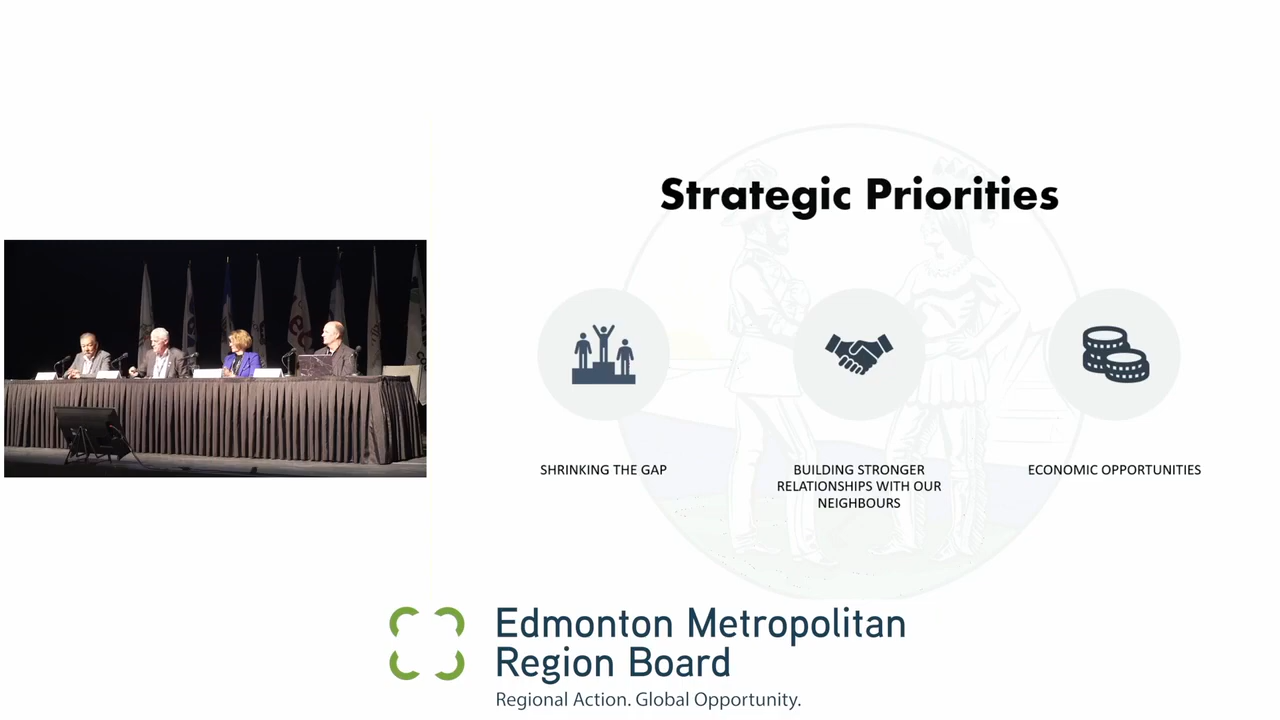 Strategic Priorities
SHRINKING THE GAP
BUILDING STRONGER
RELATIONSHIPS WITH OUR
NEIGHBOURS
ECONOMIC OPPORTUNITIES
Edmonton Metropolitan
Region Board
Regional Action. Global Opportunity.